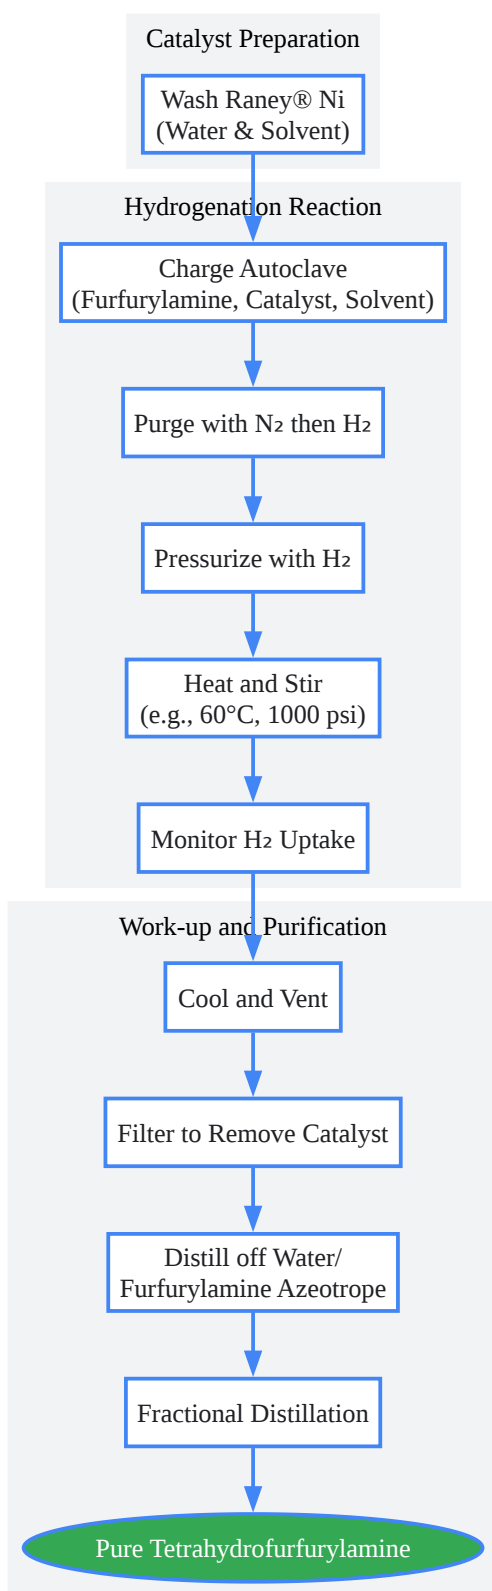 Catalyst Preparation
Wash Raney® Ni
(Water & Solvent)
Hydrogenation Reaction
Charge Autoclave
(Furfurylamine, Catalyst, Solvent)
Purge with N₂ then H₂
Pressurize with H₂
Heat and Stir
(e.g., 60°C, 1000 psi)
Monitor H₂ Uptake
Work-up and Purification
Cool and Vent
Filter to Remove Catalyst
Distill off Water/
Furfurylamine Azeotrope
Fractional Distillation
Pure Tetrahydrofurfurylamine